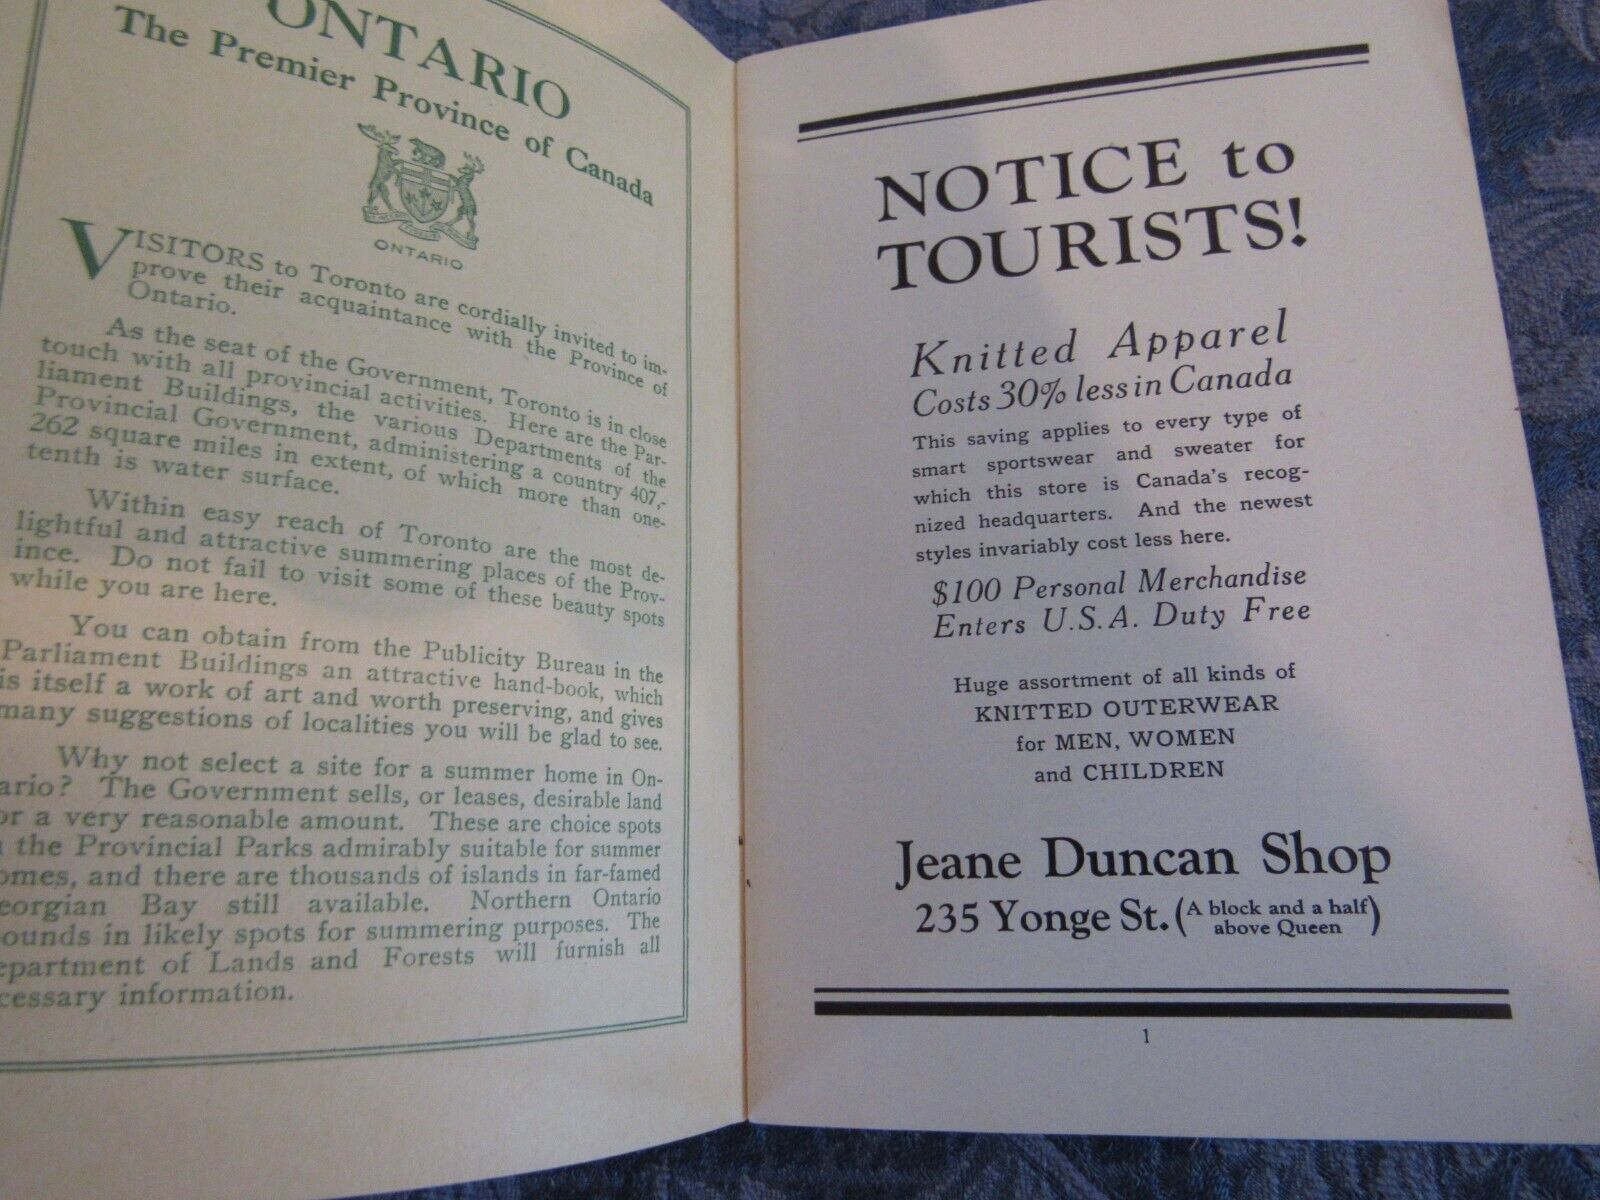 ONTARIO
The Premier Province of Canada
ONTARIO
VISITORS to Toronto are cordially invited to im-
prove their acquaintance with the Province of
Ontario.
As the seat of the Government, Toronto is in close
touch with all provincial activities. Here are the Par-
liament Buildings, the various Departments of the
Provincial Government, administering a country 407,-
262 square miles in extent, of which more than one-
tenth is water surface.
Within easy reach of Toronto are the most de-
lightful and attractive summering places of the Prov-
ince. Do not fail to visit some of these beauty spots
while you are here.
You can obtain from the Publicity Bureau in the
Parliament Buildings an attractive hand-book, which
is itself a work of art and worth preserving, and gives
many suggestions of localities you will be glad to see.
Why not select a site for a summer home in On-
ario? The Government sells, or leases, desirable land
or a very reasonable amount. These are choice spots
the Provincial Parks admirably suitable for summer
omes, and there are thousands of islands in far-famed
eorgian Bay still available. Northern Ontario
ounds in likely spots for summering purposes. The
epartment of Lands and Forests will furnish all
cessary information.
NOTICE to
TOURISTS!
Knitted Apparel
Costs 30% less in Canada
This saving applies to every type of
smart sportswear and sweater for
which this store is Canada's recog-
nized headquarters. And the newest
styles invariably cost less here.
$100 Personal Merchandise
Enters U.S.A. Duty Free
Huge assortment of all kinds of
KNITTED OUTERWEAR
for MEN, WOMEN
and CHILDREN
Jeane Duncan Shop
235 Yonge St. (A block and a half
above Queen)
1